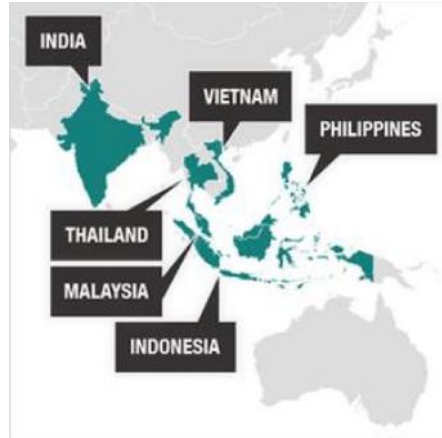 INDIA
VIETNAM
PHILIPPINES
THAILAND
MALAYSIA
INDONESIA